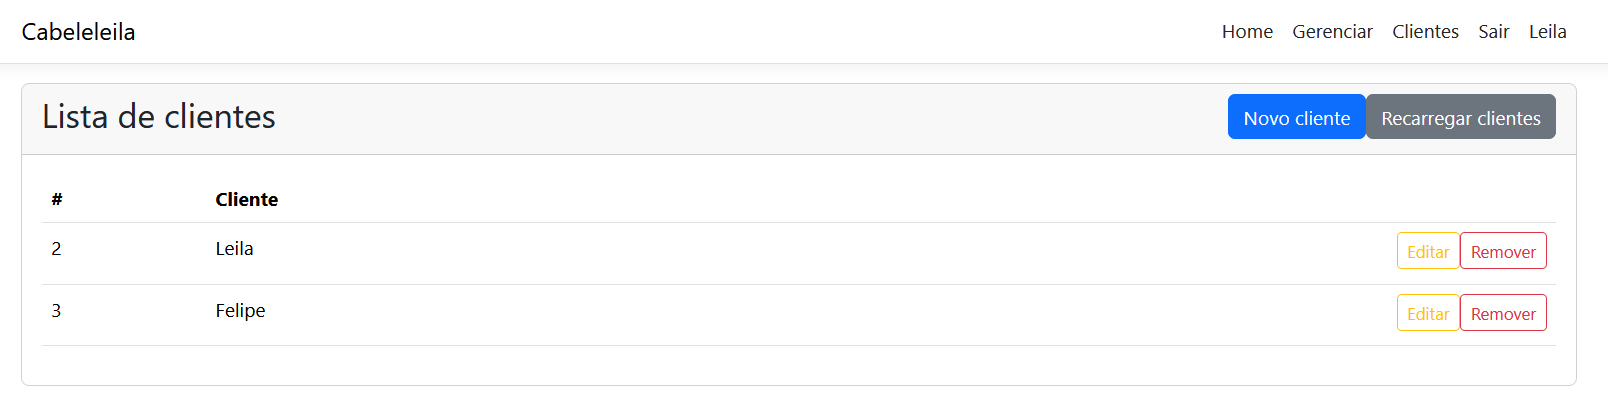 Cabeleleila Home Gerenciar Clientes Sair Leila
Lista de clientes Novo cliente Recarregar clientes
# Cliente
2 Leila Editar Remover
3 Felipe Editar Remover